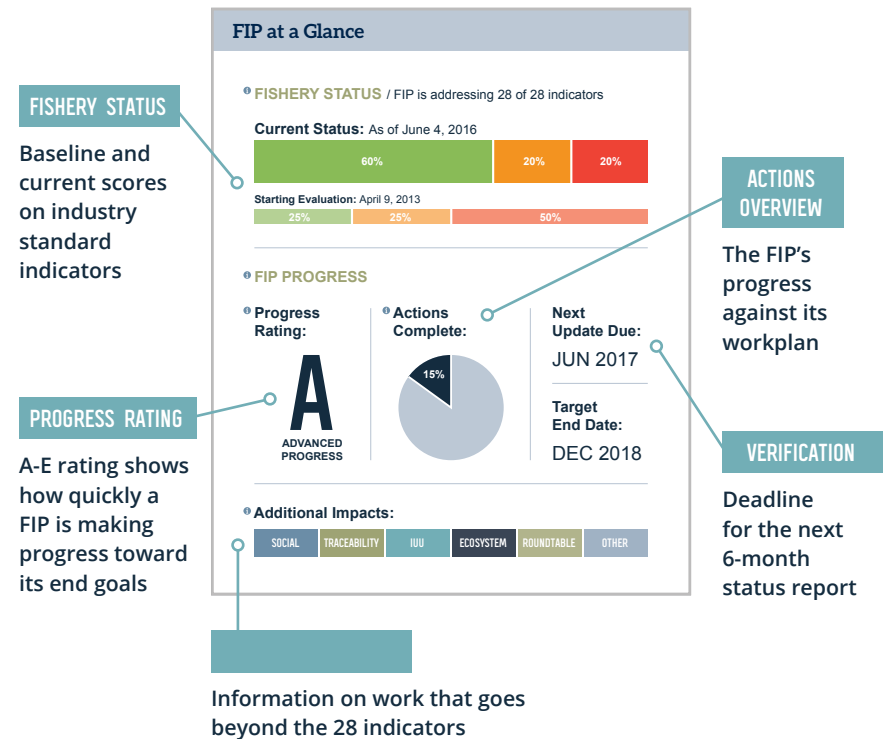 FIP at a Glance
FISHERY STATUS / FIP is addressing 28 of 28 indicators
Current Status: As of June 4, 2016
60% 20% 20%
Starting Evaluation: April 9, 2013
25% 25% 50%
FIP PROGRESS
Progress
Rating:
A
ADVANCED
PROGRESS
Actions
Complete:
15%
Next
Update Due:
JUN 2017
Target
End Date:
DEC 2018
Additional Impacts:
SOCIAL TRACEABILITY IUU ECOSYSTEM ROUNDTABLE OTHER
FISHERY STATUS
Baseline and
current scores
on industry
standard
indicators
PROGRESS RATING
A-E rating shows
how quickly a
FIP is making
progress toward
its end goals
ACTIONS
OVERVIEW
The FIP's
progress
against its
workplan
VERIFICATION
Deadline
for the next
6-month
status report
Information on work that goes
beyond the 28 indicators